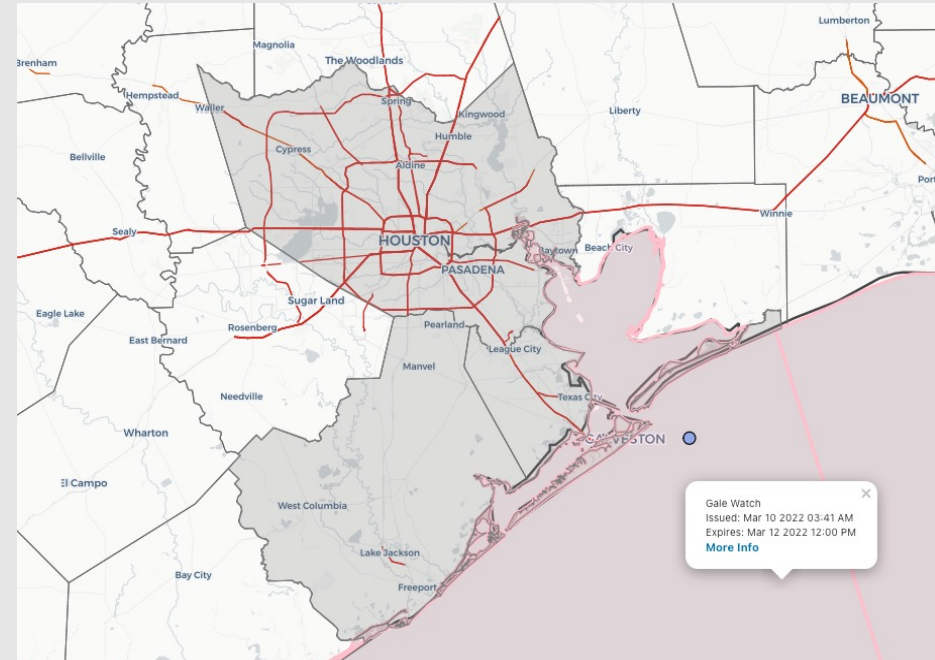 Lumberton
Magnolia
The Woodlands
Brenham
Hempstead
Waller
Spring
BEAUMONT
Kingwood
Liberty
Humble
Cypress
Bellville
Aldine
Port
Winnie
Sealy
HOUSTON
Baytown
Beach City
PASADENA
Sugar Land
Eagle Lake
Rosenberg
Pearland
East Bernard
League City
Manvel
Needville
Texas City
Wharton
GALVESTON
El Campo
Gale Watch
Issued: Mar 10 2022 03:41 AM
Expires: Mar 12 2022 12:00 PM
More Info
West Columbia
Lake Jackson
Bay City
Freeport